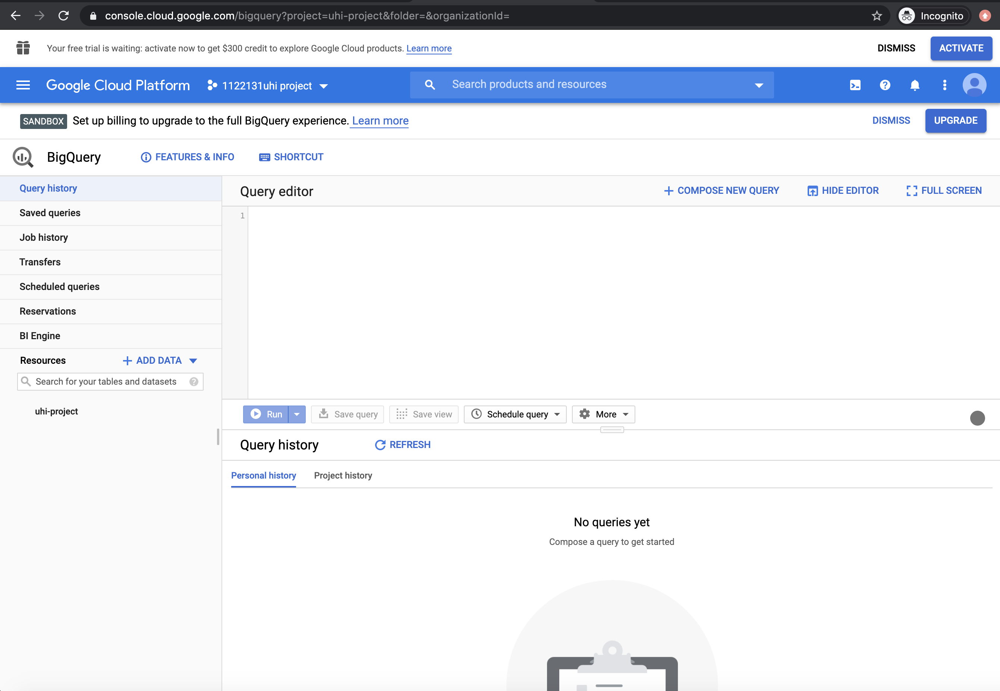 console.cloud.google.com/bigquery?project=uhi-project&folder=&organizationId=
Incognito
Your free trial is waiting: activate now to get $300 credit to explore Google Cloud products. Learn more
DISMISS
ACTIVATE
Google Cloud Platform
1122131uhi project
Search products and resources
SANDBOX Set up billing to upgrade to the full BigQuery experience. Learn more
DISMISS
UPGRADE
BigQuery
FEATURES & INFO
SHORTCUT
Query history
Saved queries
Job history
Transfers
Scheduled queries
Reservations
BI Engine
Resources
ADD DATA
Search for your tables and datasets
uhi-project
Query editor
COMPOSE NEW QUERY
HIDE EDITOR
FULL SCREEN
1
Run
Save query
Save view
Schedule query
More
Query history
REFRESH
Personal history
Project history
No queries yet
Compose a query to get started